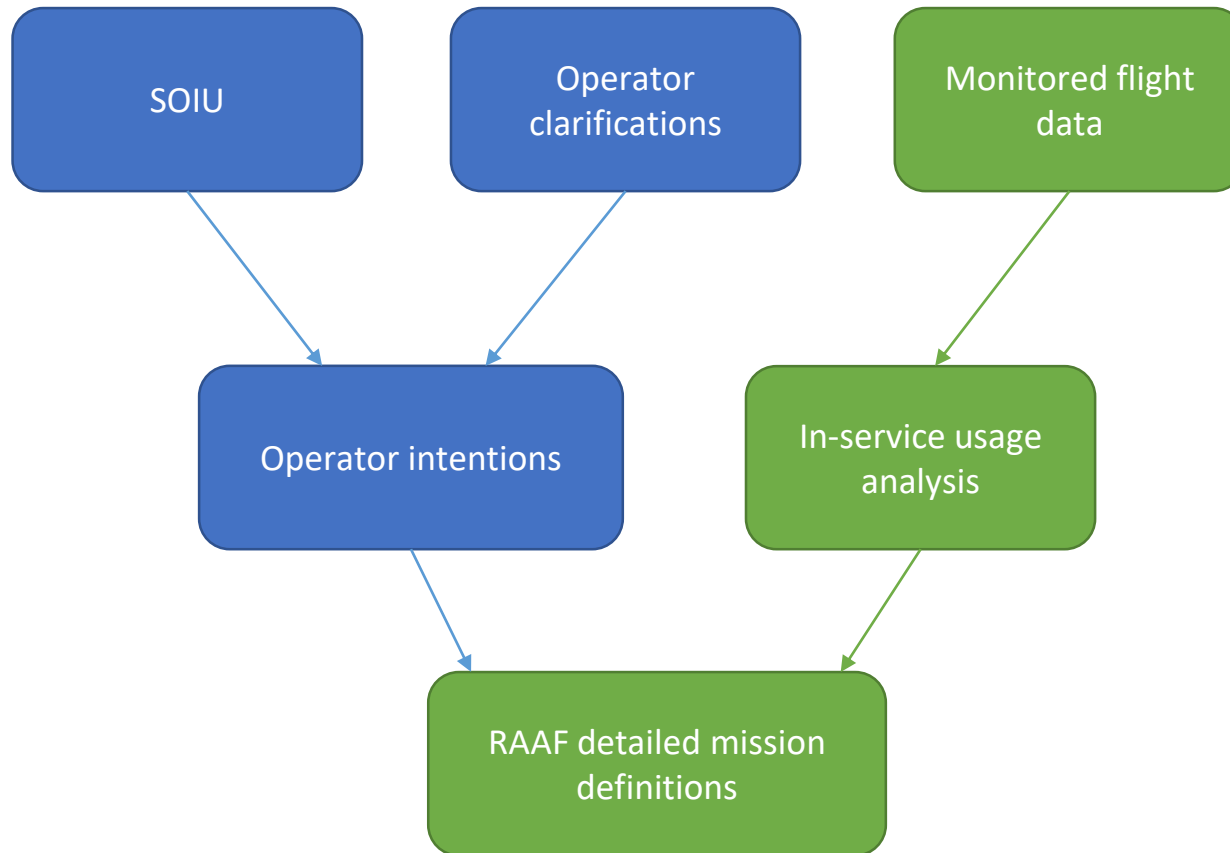 SOIU
Operator
clarifications
Monitored flight
data
Operator intentions
In-service usage
analysis
RAAF detailed mission
definitions